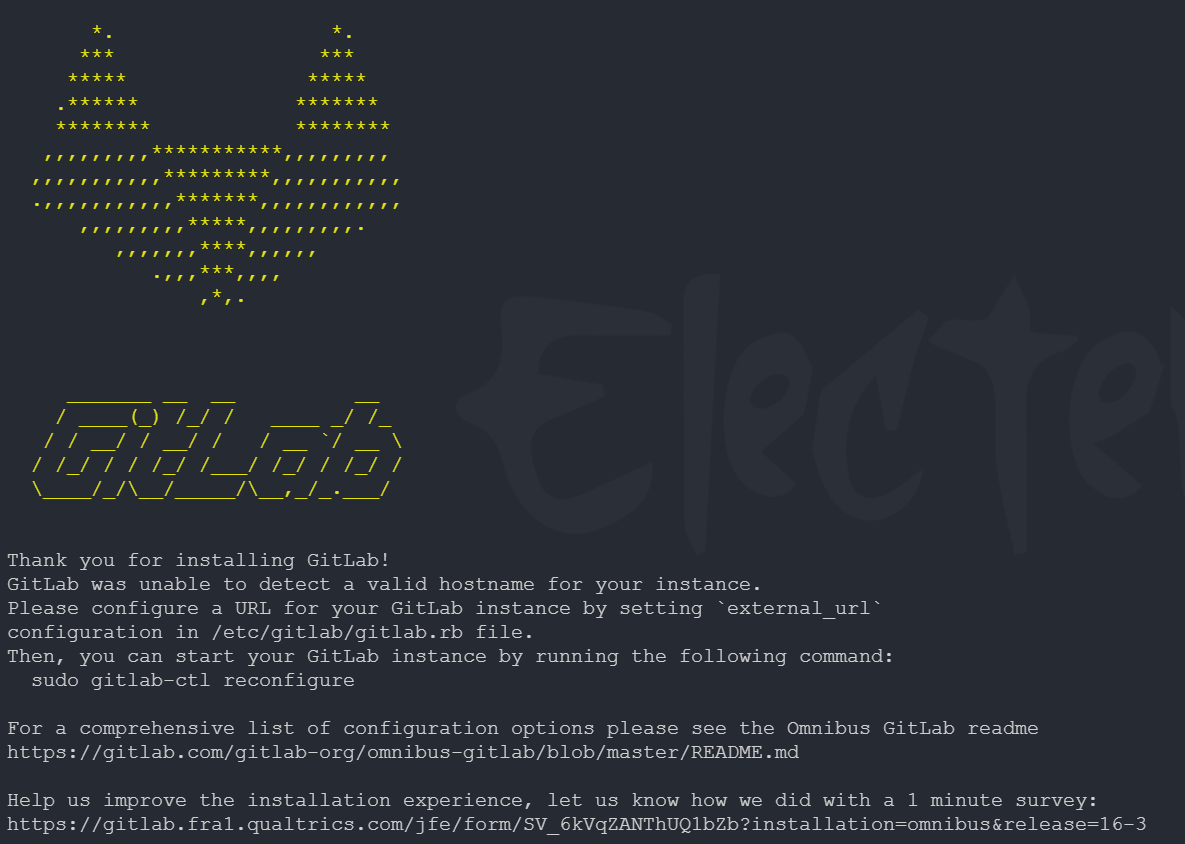 *.                  *.
      ***                 ***
     *****               *****
    .******             *******
    ********            ********
   ,,,,,,,,,***********,,,,,,,,,
  ,,,,,,,,,,,*********,,,,,,,,,,,
  .,,,,,,,,,,,*******,,,,,,,,,,,,
      ,,,,,,,,,*****,,,,,,,,,.
         ,,,,,,,****,,,,,,
            .,,,***,,,,
                ,*,.
     _______ __  __          __
    / ____(_) /_/ /   ____ _/ /_
   / / __/ / __/ /   / __ `/ __ \
  / /_/ / / /_/ /___/ /_/ / /_/ /
  \____/_/\__/_____/\__,_/_.___/
Thank you for installing GitLab!
GitLab was unable to detect a valid hostname for your instance.
Please configure a URL for your GitLab instance by setting `external_url`
configuration in /etc/gitlab/gitlab.rb file.
Then, you can start your GitLab instance by running the following command:
  sudo gitlab-ctl reconfigure
For a comprehensive list of configuration options please see the Omnibus GitLab readme
https://gitlab.com/gitlab-org/omnibus-gitlab/blob/master/README.md
Help us improve the installation experience, let us know how we did with a 1 minute survey:
https://gitlab.fra1.qualtrics.com/jfe/form/SV_6kVqZANThUQ1bZb?installation=omnibus&release=16-3